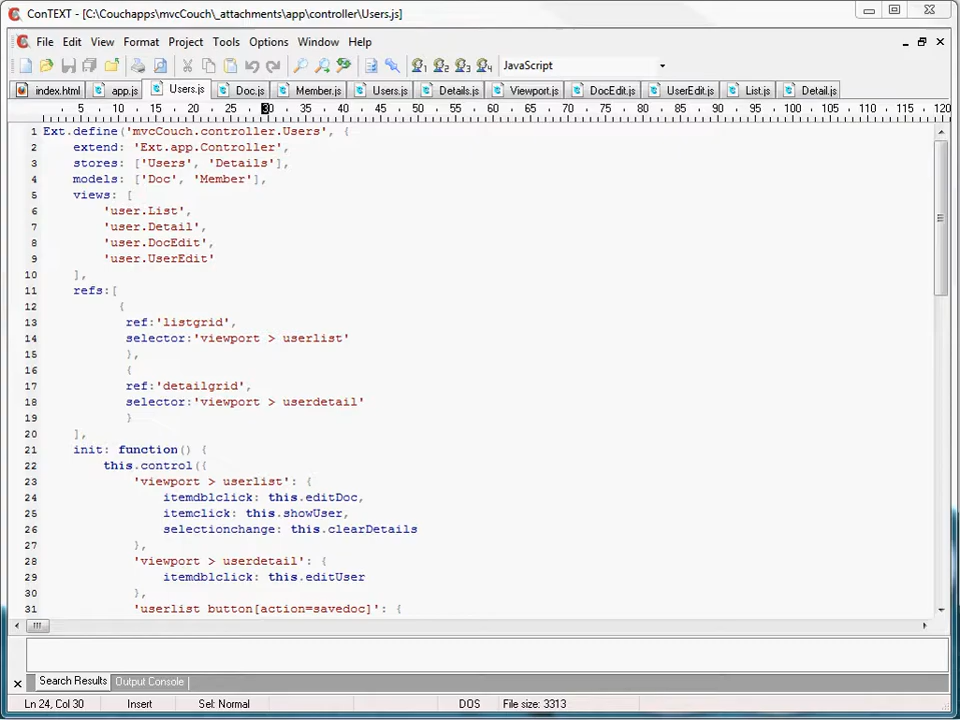 ConTEXT - [C:\Couchapps\mvcCouch\_attachments\app\controller\Users.js]
File Edit View Format Project Tools Options Window Help
1 2 3 4 JavaScript
index.html app.js Users.js Doc.js Member.js Users.js Details.js Viewport.js DocEdit.js UserEdit.js List.js Detail.js
5 10 15 20 25 30 35 40 45 50 55 60 65 70 75 80 85 90 95 100 105 110 115 120
1 Ext.define('mvcCouch.controller.Users', {
2 extend: 'Ext.app.Controller',
3 stores: ['Users', 'Details'],
4 models: ['Doc', 'Member'],
5 views: [
6 'user.List',
7 'user.Detail',
8 'user.DocEdit',
9 'user.UserEdit'
10 ],
11 refs:[
12 {
13 ref:'listgrid',
14 selector:'viewport > userlist'
15 },
16 {
17 ref:'detailgrid',
18 selector:'viewport > userdetail'
19 }
20 ],
21 init: function() {
22 this.control({
23 'viewport > userlist': {
24 itemdblclick: this.editDoc,
25 itemclick: this.showUser,
26 selectionchange: this.clearDetails
27 },
28 'viewport > userdetail': {
29 itemdblclick: this.editUser
30 },
31 'userlist button[action=savedoc]': {
Search Results Output Console
Ln 24, Col 30 Insert Sel: Normal DOS File size: 3313